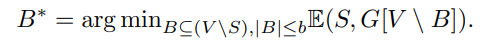 B* = arg min_{B⊆(V\S),|B|≤b} 𝔼(S, G[V \ B]).